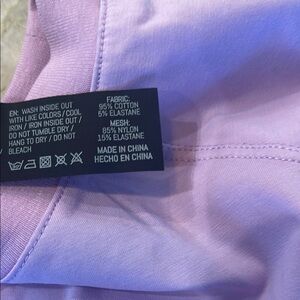 EN: WASH INSIDE OUT
WITH LIKE COLORS / COOL
IRON / IRON INSIDE OUT /
DO NOT TUMBLE DRY /
HANG TO DRY / DO NOT
BLEACH
FABRIC:
95% COTTON
5% ELASTANE
MESH:
85% NYLON
15% ELASTANE
MADE IN CHINA
HECHO EN CHINA